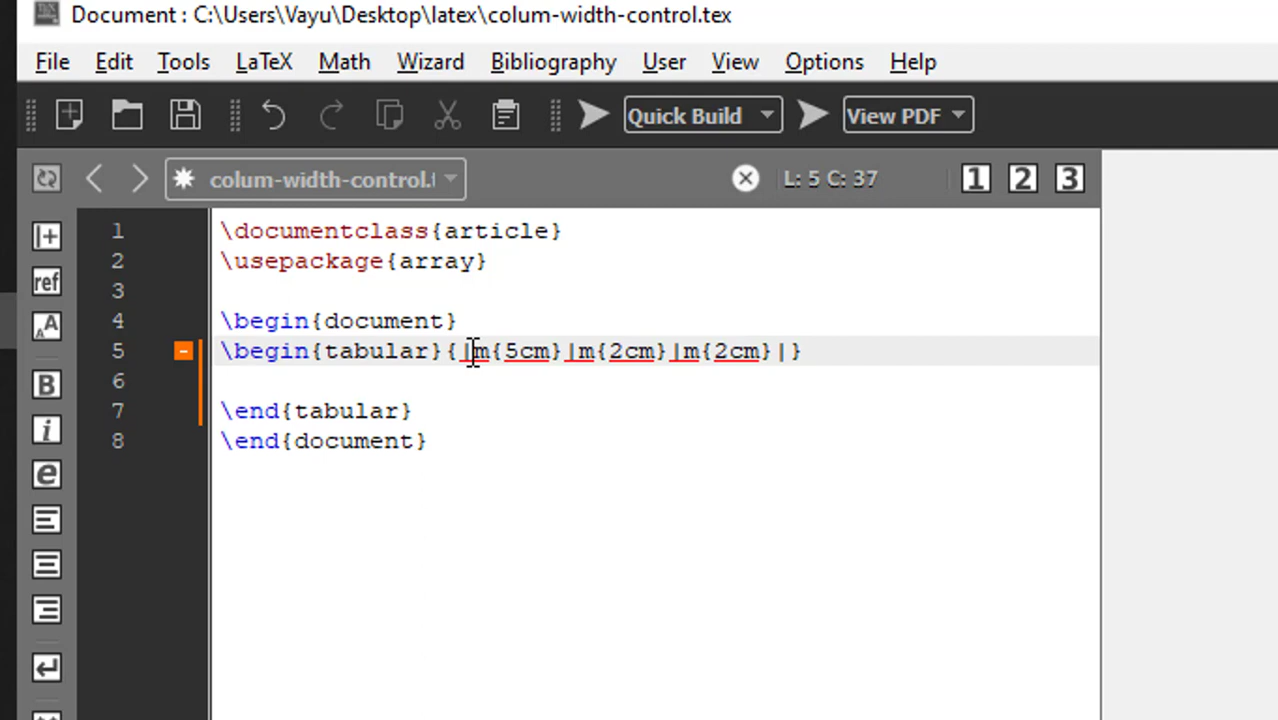 Document : C:\Users\Vayu\Desktop\latex\colum-width-control.tex
File Edit Tools LaTeX Math Wizard Bibliography User View Options Help
Quick Build View PDF
colum-width-control.t L: 5 C: 37 1 2 3
1 \documentclass{article}
2 \usepackage{array}
3
4 \begin{document}
5 \begin{tabular}{|m{5cm}|m{2cm}|m{2cm}|}
6
7 \end{tabular}
8 \end{document}
ref
A A
B
i
e